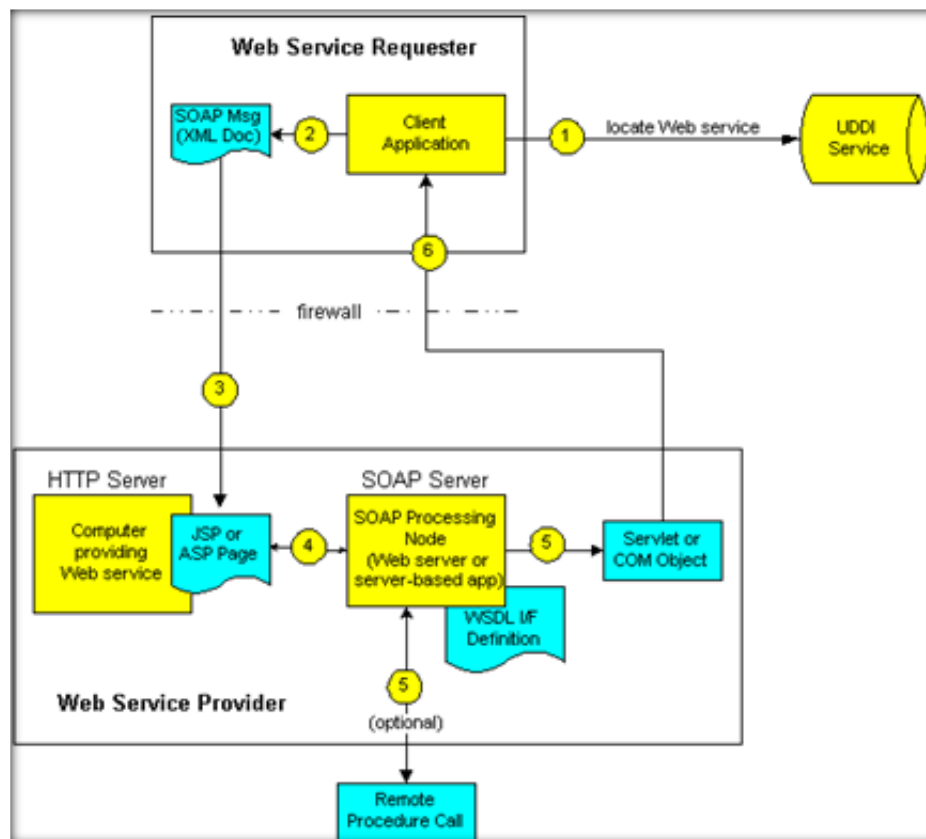 Web Service Requester
SOAP Msg
(XML Doc)
2
Client
Application
1
locate Web service
UDDI
Service
6
firewall
3
HTTP Server
SOAP Server
Computer
providing
Web service
JSP or
ASP Page
4
SOAP Processing
Node
(Web server or
server-based app)
5
Servlet or
COM Object
WSDL I/F
Definition
5
Web Service Provider
(optional)
Remote
Procedure Call